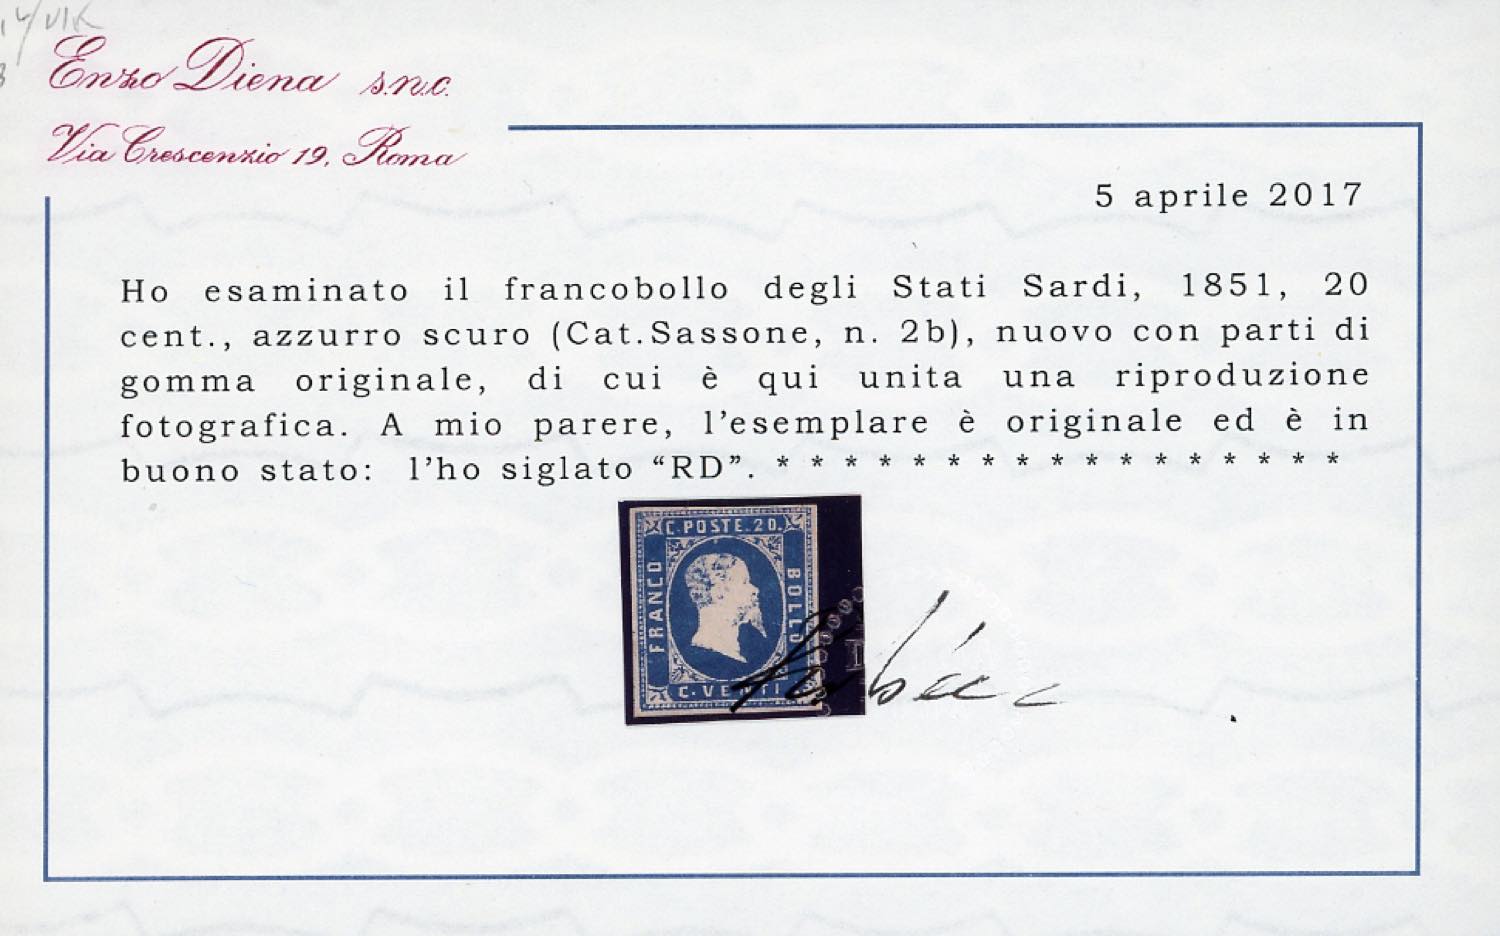 Enzo Diena s.n.c.
Via Crescenzio 19, Roma
5 aprile 2017
Ho esaminato il francobollo degli Stati Sardi, 1851, 20
cent., azzurro scuro (Cat.Sassone, n. 2b), nuovo con parti di
gomma originale, di cui è qui unita una riproduzione
fotografica. A mio parere, l'esemplare è originale ed è in
buono stato: l'ho siglato “RD”. * * * * * * * * * * * * * * * * *
C. POSTE. 20.
FRANCO
BOLLO
C. VENTI